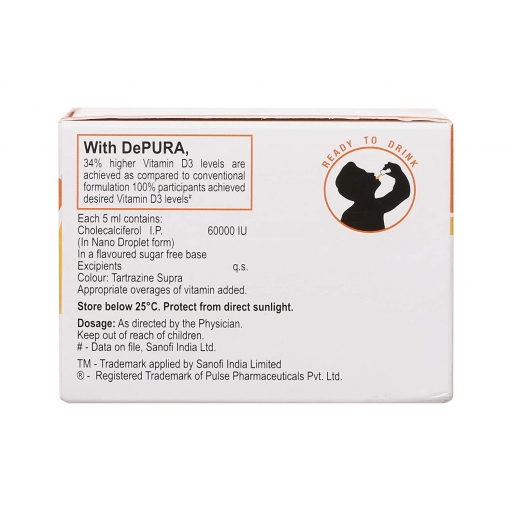 With DePURA,
34% higher Vitamin D3 levels are
achieved as compared to conventional
formulation 100% participants achieved
desired Vitamin D3 levels#
READY TO DRINK
Each 5 ml contains:
Cholecalciferol I.P. 60000 IU
(In Nano Droplet form)
In a flavoured sugar free base
Excipients q.s.
Colour: Tartrazine Supra
Appropriate overages of vitamin added.
Store below 25°C. Protect from direct sunlight.
Dosage: As directed by the Physician.
Keep out of reach of children.
# - Data on file, Sanofi India Ltd.
TM - Trademark applied by Sanofi India Limited
® - Registered Trademark of Pulse Pharmaceuticals Pvt. Ltd.